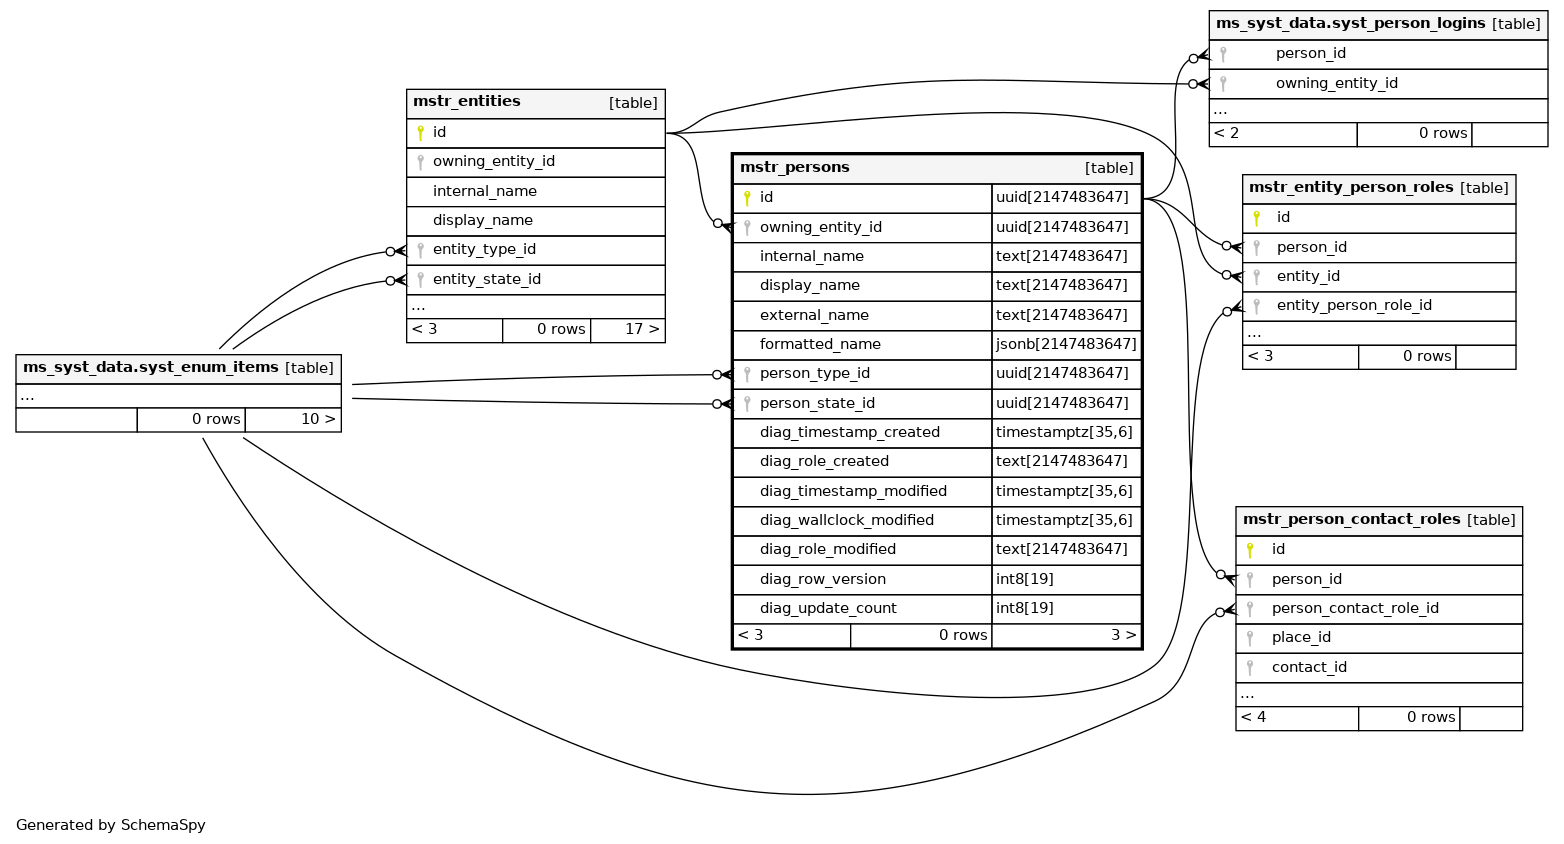 ms_syst_data.syst_person_logins [table]
person_id
owning_entity_id
...
< 2 0 rows
mstr_entities [table]
id
owning_entity_id
internal_name
display_name
entity_type_id
entity_state_id
...
< 3 0 rows 17 >
mstr_persons [table]
id uuid[2147483647]
owning_entity_id uuid[2147483647]
internal_name text[2147483647]
display_name text[2147483647]
external_name text[2147483647]
formatted_name jsonb[2147483647]
person_type_id uuid[2147483647]
person_state_id uuid[2147483647]
diag_timestamp_created timestamptz[35,6]
diag_role_created text[2147483647]
diag_timestamp_modified timestamptz[35,6]
diag_wallclock_modified timestamptz[35,6]
diag_role_modified text[2147483647]
diag_row_version int8[19]
diag_update_count int8[19]
< 3 0 rows 3 >
mstr_entity_person_roles [table]
id
person_id
entity_id
entity_person_role_id
...
< 3 0 rows
ms_syst_data.syst_enum_items [table]
...
0 rows 10 >
mstr_person_contact_roles [table]
id
person_id
person_contact_role_id
place_id
contact_id
...
< 4 0 rows
Generated by SchemaSpy